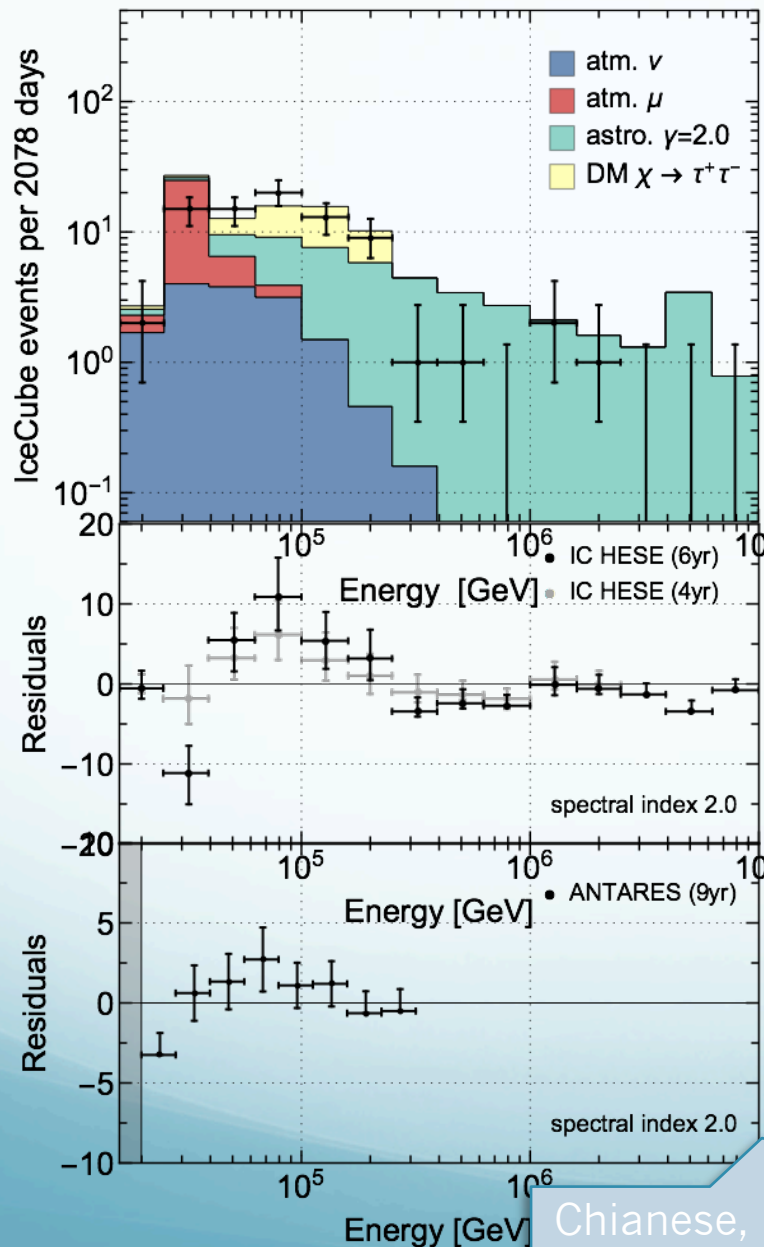 IceCube events per 2078 days
10²
10¹
10⁰
10⁻¹
atm. ν
atm. μ
astro. γ=2.0
DM χ → τ⁺τ⁻
10⁵
10⁶
Energy [GeV]
Residuals
20
10
0
−10
−20
IC HESE (6yr)
IC HESE (4yr)
spectral index 2.0
10⁵
10⁶
Energy [GeV]
Residuals
10
5
0
−5
−10
ANTARES (9yr)
spectral index 2.0
10⁵
10⁶
Energy [GeV]
Chianese,